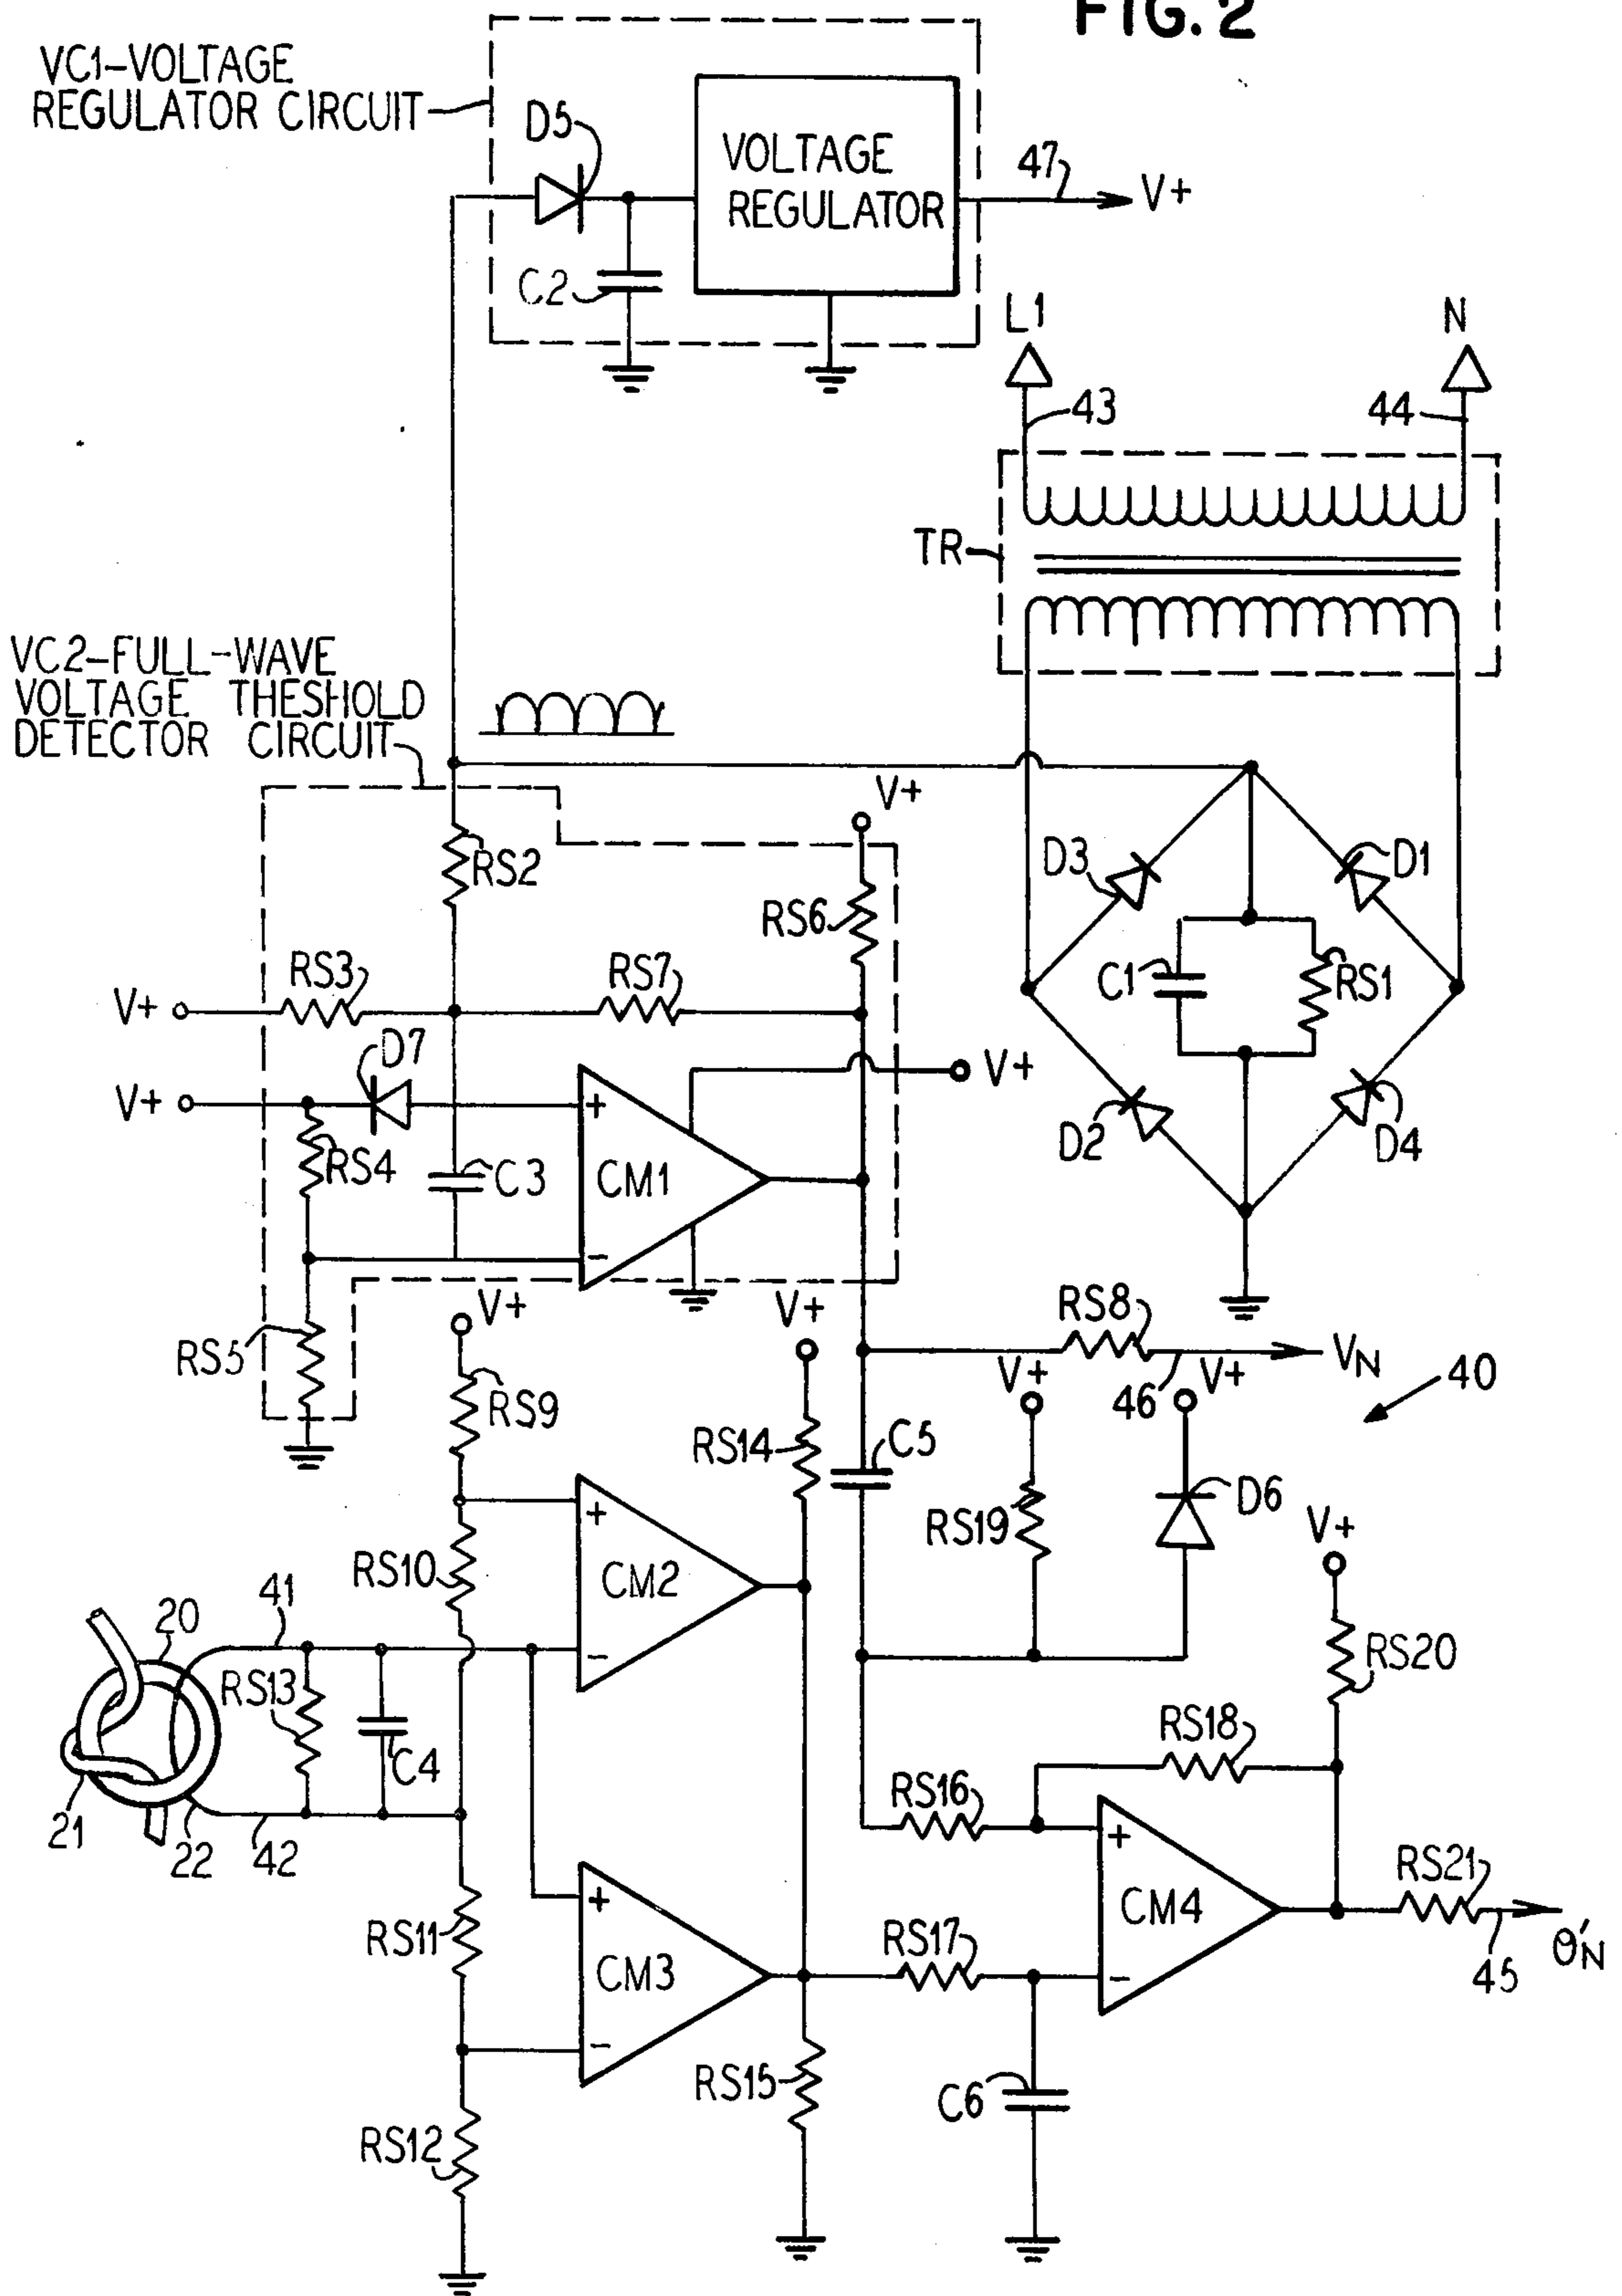 FIG. 2
VC1-VOLTAGE
REGULATOR CIRCUIT
D5
VOLTAGE
REGULATOR
47
V+
C2
L1
N
43
44
TR
VC2-FULL-WAVE
VOLTAGE THESHOLD
DETECTOR CIRCUIT
V+
RS2
D3
D1
RS6
RS3
RS7
C1
RS1
V+
D7
V+
V+
+
RS4
C3
CM1
D2
D4
−
V+
V+
RS8
RS5
VN
V+
V+
40
46
RS9
RS14
C5
D6
RS19
V+
+
RS10
CM2
41
20
RS20
−
RS13
RS18
C4
RS16
21
22
42
+
RS21
+
CM4
RS11
RS17
CM3
θ'N
−
45
−
RS15
C6
RS12